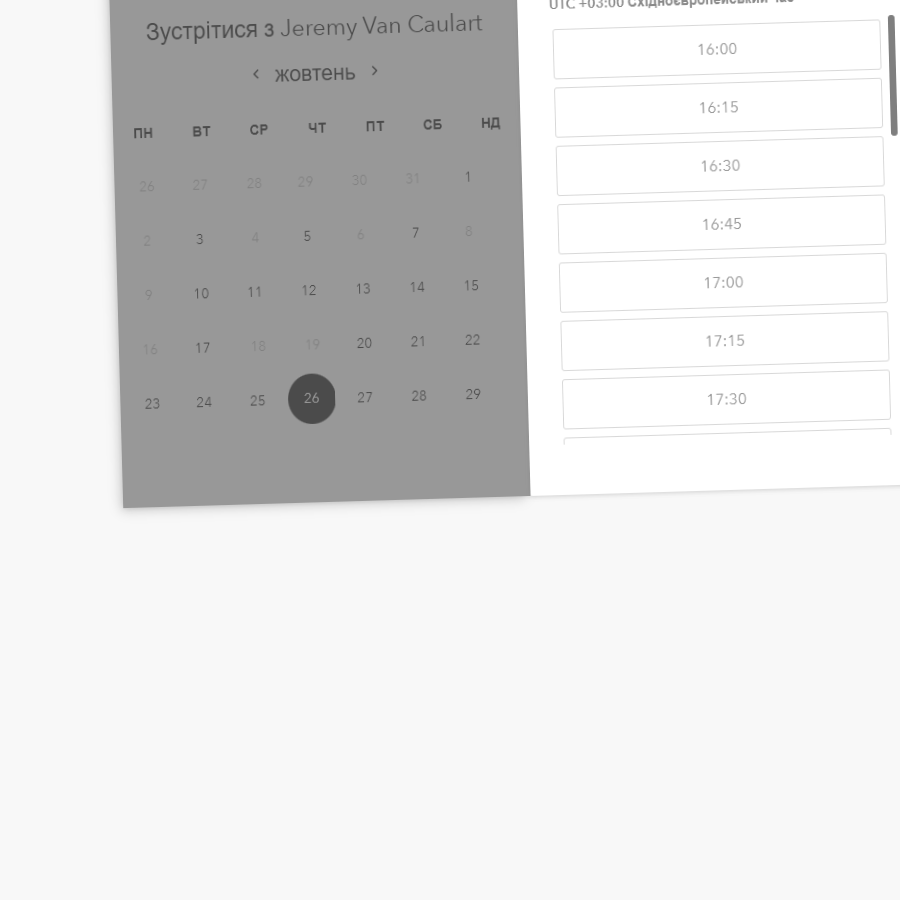 UTC +03:00 Східноєвропейський час
Зустрітися з Jeremy Van Caulart
жовтень
ПН ВТ СР ЧТ ПТ СБ НД
26 27 28 29 30 31 1
2 3 4 5 6 7 8
9 10 11 12 13 14 15
16 17 18 19 20 21 22
23 24 25 26 27 28 29
16:00
16:15
16:30
16:45
17:00
17:15
17:30